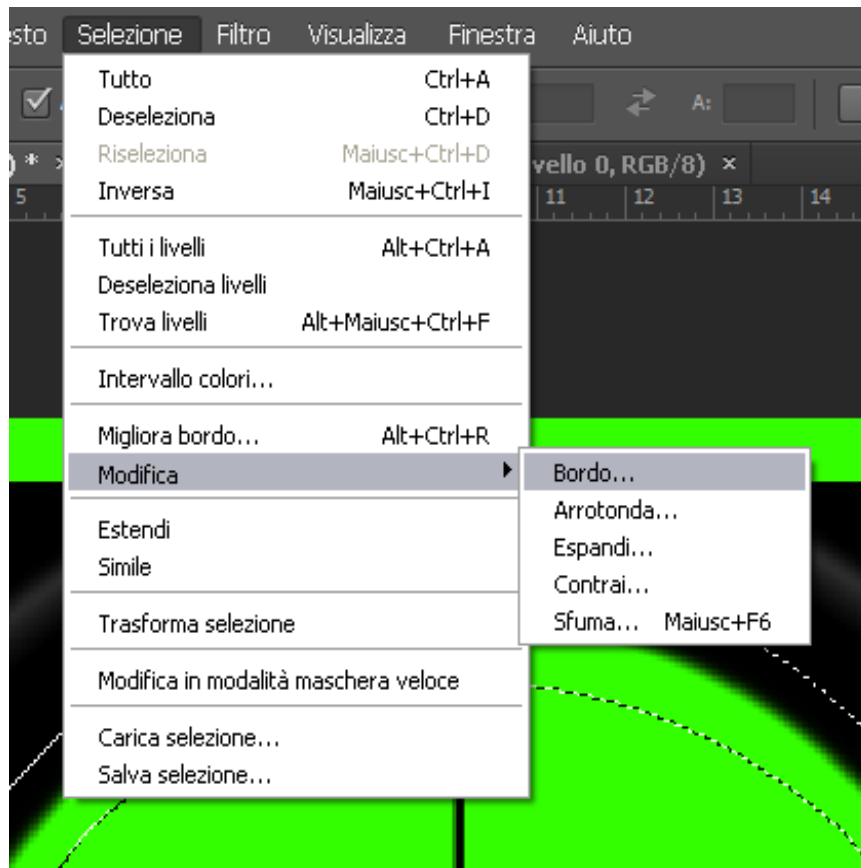 esto Selezione Filtro Visualizza Finestra Aiuto
A:
) * × vello 0, RGB/8) ×
5 11 12 13 14
Tutto Ctrl+A
Deseleziona Ctrl+D
Riseleziona Maiusc+Ctrl+D
Inversa Maiusc+Ctrl+I
Tutti i livelli Alt+Ctrl+A
Deseleziona livelli
Trova livelli Alt+Maiusc+Ctrl+F
Intervallo colori...
Migliora bordo... Alt+Ctrl+R
Modifica
Estendi
Simile
Trasforma selezione
Modifica in modalità maschera veloce
Carica selezione...
Salva selezione...
Bordo...
Arrotonda...
Espandi...
Contrai...
Sfuma... Maiusc+F6